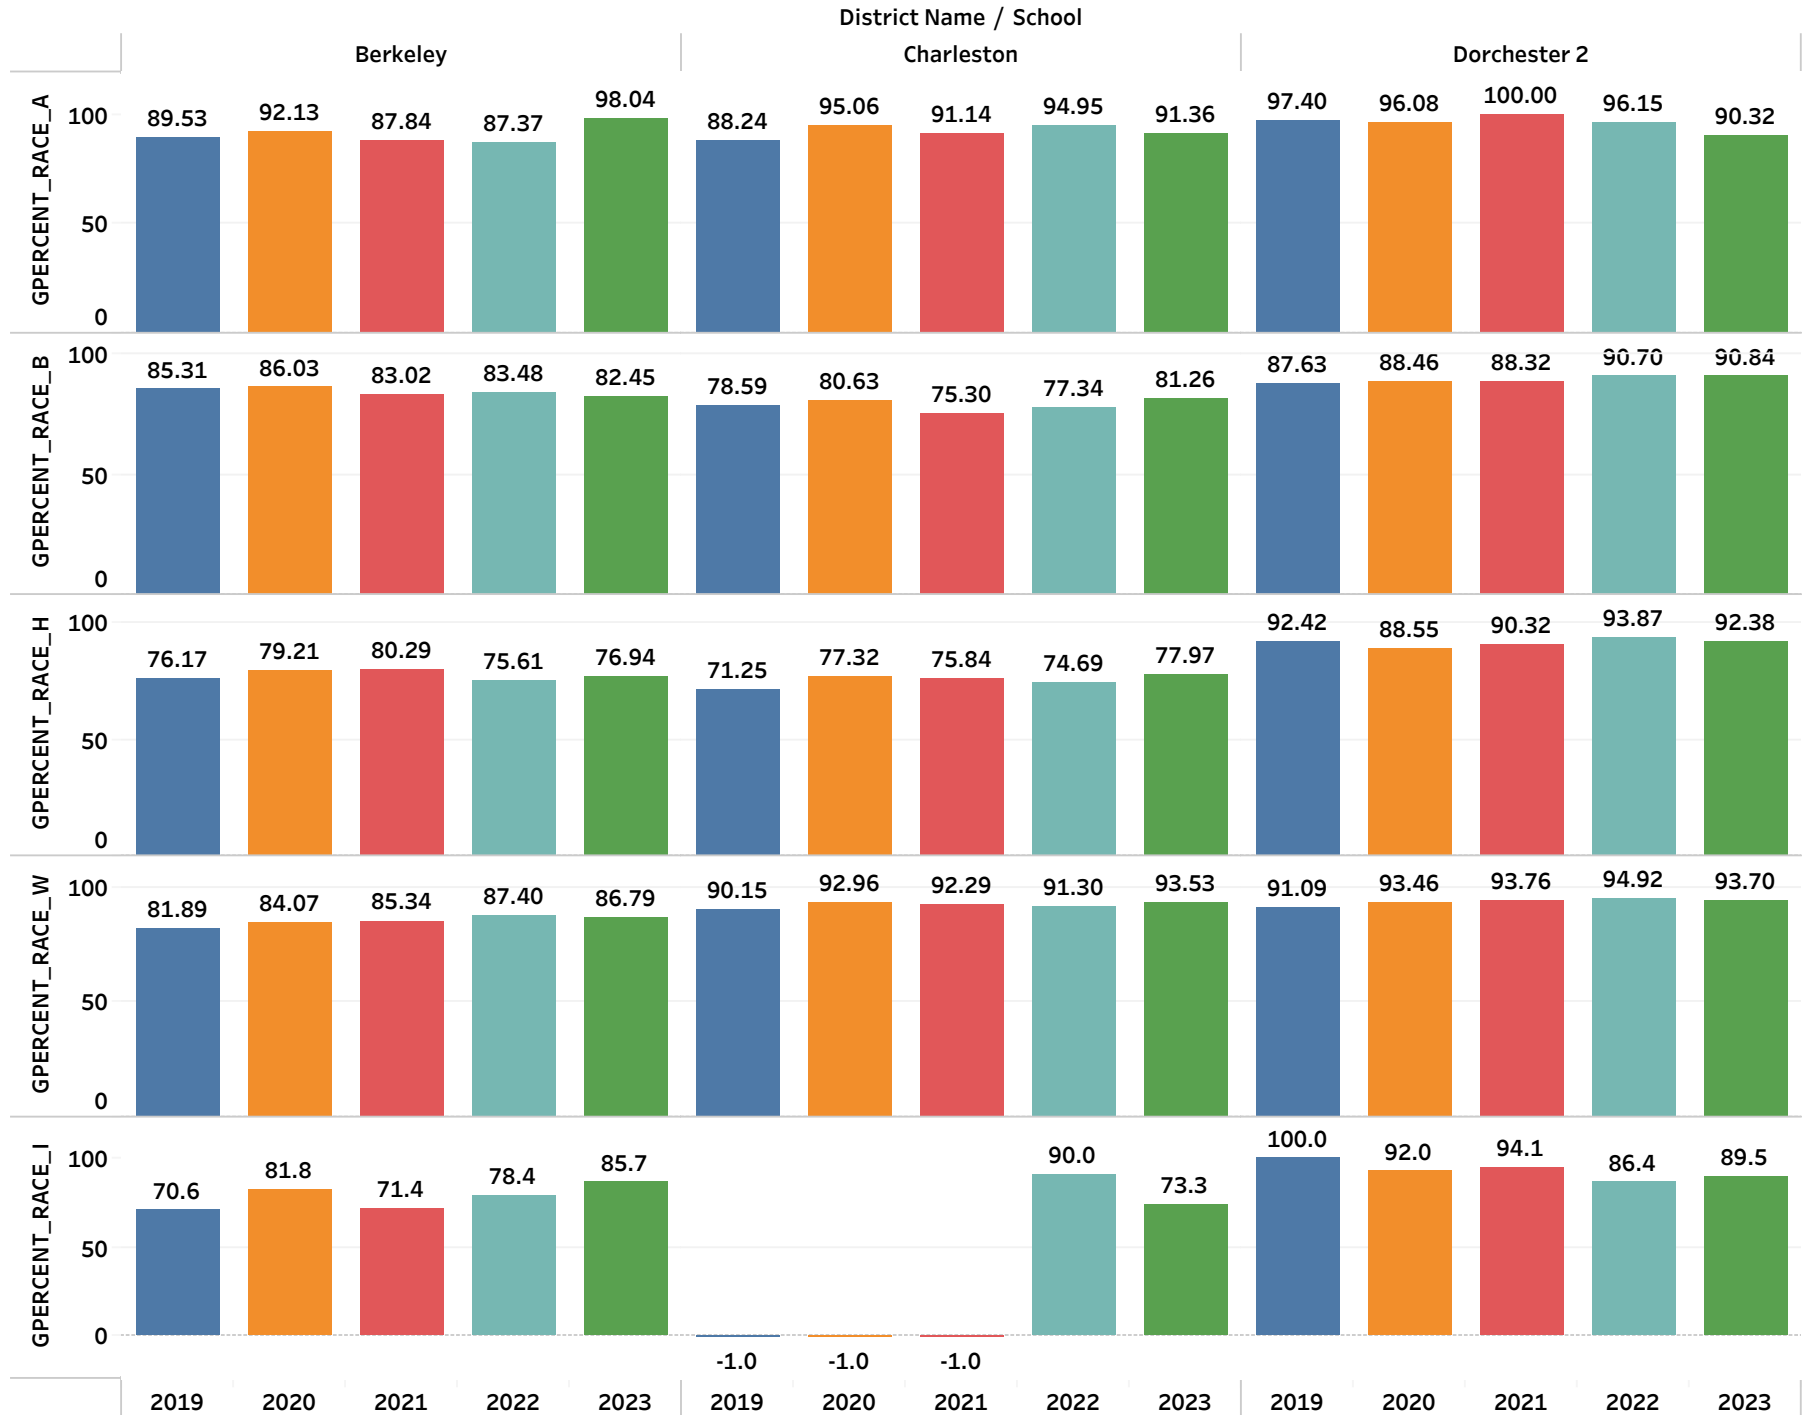 District Name / School
Berkeley Charleston Dorchester 2
GPERCENT_RACE_A
100
50
0
89.53 92.13 87.84 87.37 98.04 88.24 95.06 91.14 94.95 91.36 97.40 96.08 100.00 96.15 90.32
GPERCENT_RACE_B
100
50
0
85.31 86.03 83.02 83.48 82.45 78.59 80.63 75.30 77.34 81.26 87.63 88.46 88.32 90.70 90.84
GPERCENT_RACE_H
100
50
0
76.17 79.21 80.29 75.61 76.94 71.25 77.32 75.84 74.69 77.97 92.42 88.55 90.32 93.87 92.38
GPERCENT_RACE_W
100
50
0
81.89 84.07 85.34 87.40 86.79 90.15 92.96 92.29 91.30 93.53 91.09 93.46 93.76 94.92 93.70
GPERCENT_RACE_I
100
50
0
70.6 81.8 71.4 78.4 85.7 -1.0 -1.0 -1.0 90.0 73.3 100.0 92.0 94.1 86.4 89.5
2019 2020 2021 2022 2023 2019 2020 2021 2022 2023 2019 2020 2021 2022 2023